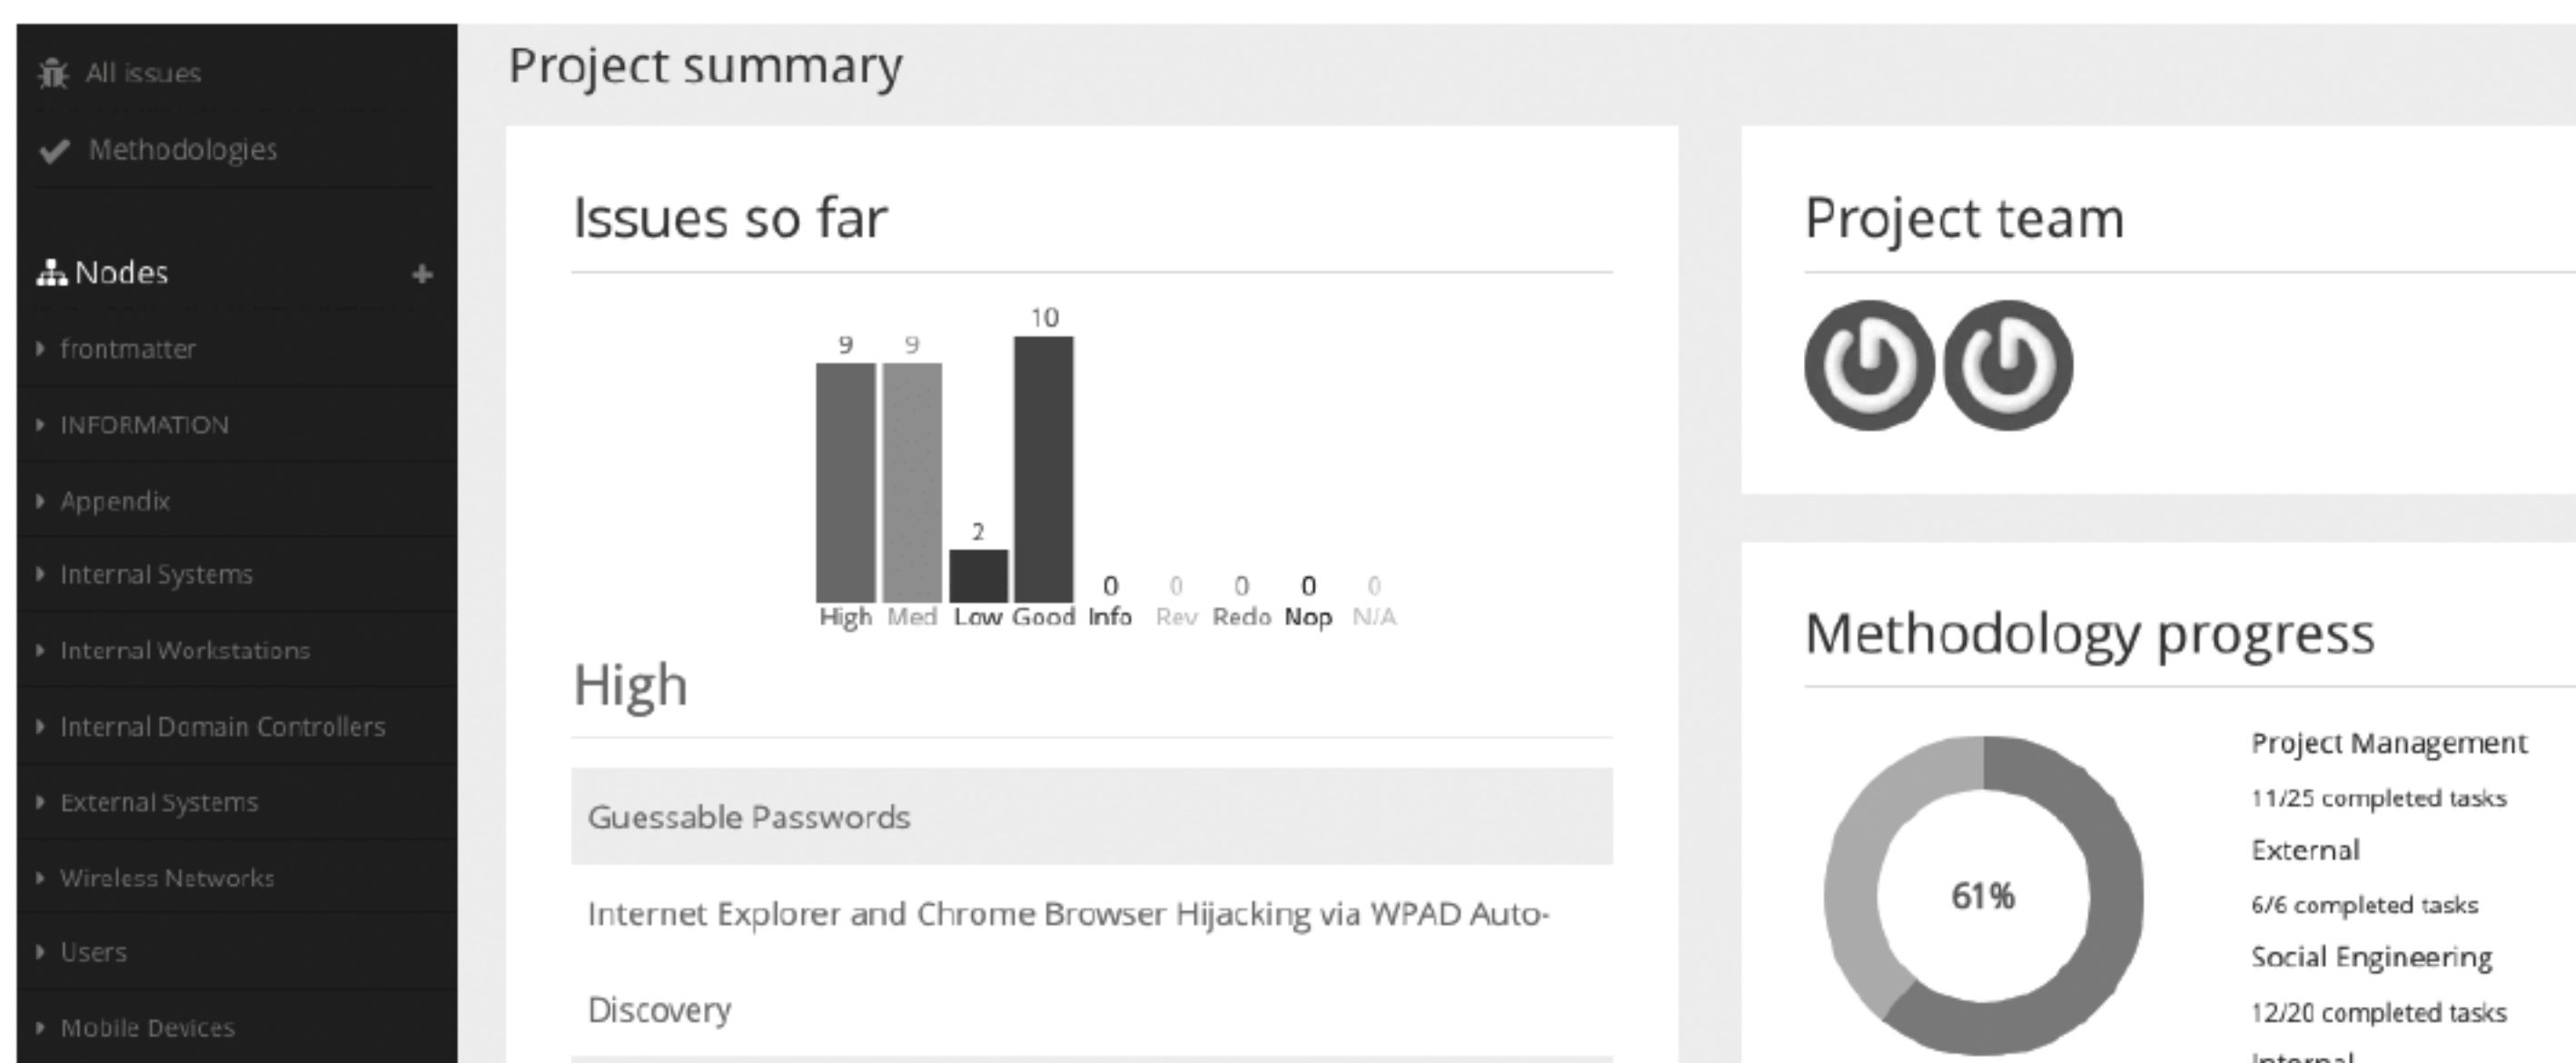 All issues
Methodologies
Nodes
frontmatter
INFORMATION
Appendix
Internal Systems
Internal Workstations
Internal Domain Controllers
External Systems
Wireless Networks
Users
Mobile Devices
Project summary
Issues so far
10
9 9
2
0 0 0 0 0
High Med Low Good Info Rev Redo Nop N/A
High
Guessable Passwords
Internet Explorer and Chrome Browser Hijacking via WPAD Auto-
Discovery
Project team
Methodology progress
61%
Project Management
11/25 completed tasks
External
6/6 completed tasks
Social Engineering
12/20 completed tasks
Internal